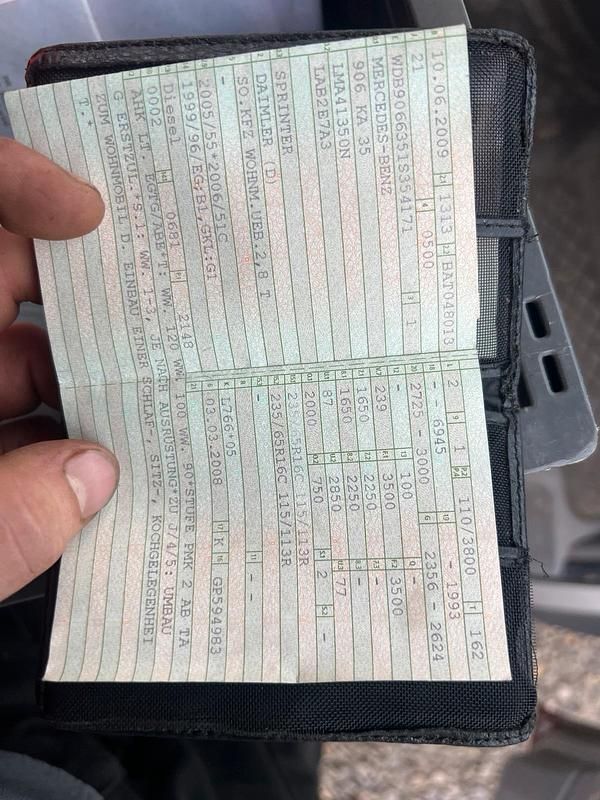 10.06.2009 1313 BAT048013
21 0500
WDB9066351S354171 3 1
MERCEDES-BENZ
906 KA 35
LMA41350N
LAB2B7A3
SPRINTER
DAIMLER (D)
SO.KFZ WOHNM.UEB.2,8 T
-
2005/55*2006/51C
1999/96/EG;B1,GKL:G1
Diesel 0681 2148
0002
2 1 110/3800 162
- - 6945 - 1993
2725 - 3000 2356 - 2624
- 100 -
239 3500 3500
1650 2250 -
1650 2250 -
87 2850 77
2000 750 2 -
235/65R16C 115/113R
235/65R16C 115/113R
- - -
L766*05
03.03.2008 K GP594983
AHK LT. EGTG/ABE*T: WW. 120 WW. 100 WW. 90*STUFE PMK 2 AB TA
G ERSTZUL.*S.1: WW. 1-3, JE NACH AUSRÜSTUNG*ZU J/4/5: UMBAU
ZUM WOHNMOBIL D. EINBAU EINER SCHLAF-, SITZ-, KOCHGELEGENHEI
T.*